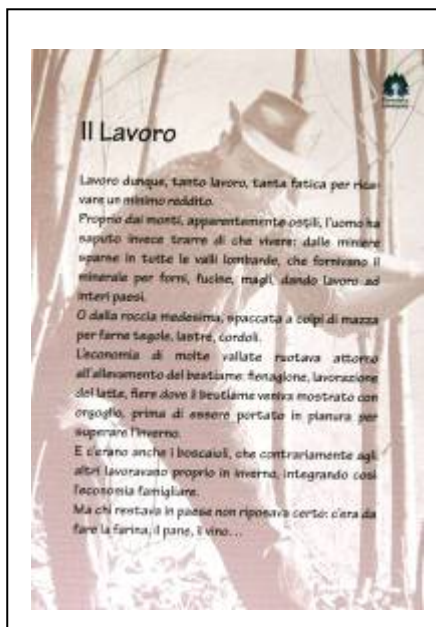 Il Lavoro
Lavoro dunque, tanto lavoro, tanta fatica per rica-
vare un minimo reddito.
Proprio dai monti, apparentemente ostili, l'uomo ha
saputo invece trarre di che vivere: dalle miniere
sparse in tutte le valli lombarde, che fornivano il
minerale per forni, fucine, magli, dando lavoro ad
interi paesi.
O dalla roccia medesima, spaccata a colpi di mazza
per farne tegole, lastre, cordoli.
L'economia di molte vallate ruotava attorno
all'allevamento del bestiame: fienagione, lavorazione
del latte, fiere dove il bestiame veniva mostrato con
orgoglio, prima di essere portato in pianura per
superare l'inverno.
E c'erano anche i boscaioli, che contrariamente agli
altri lavoravano proprio in inverno, integrando così
l'economia famigliare.
Ma chi restava in paese non riposava certo: c'era da
fare la farina, il pane, il vino...